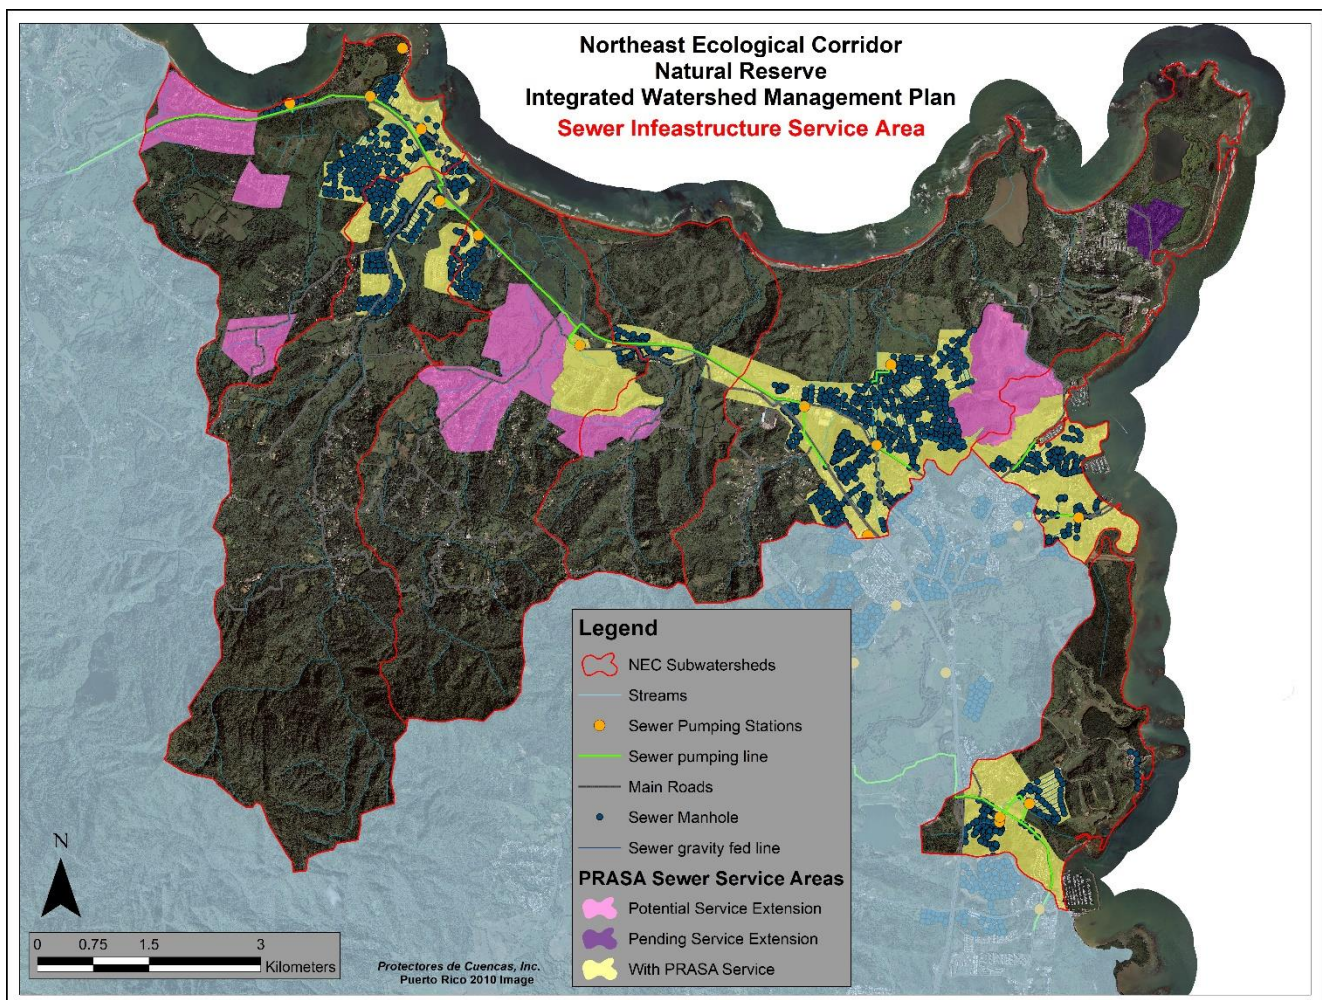 Northeast Ecological Corridor
Natural Reserve
Integrated Watershed Management Plan
Sewer Infeastructure Service Area
Legend
NEC Subwatersheds
Streams
Sewer Pumping Stations
Sewer pumping line
Main Roads
Sewer Manhole
Sewer gravity fed line
PRASA Sewer Service Areas
Potential Service Extension
Pending Service Extension
With PRASA Service
N
0 0.75 1.5 3
Kilometers
Protectores de Cuencas, Inc.
Puerto Rico 2010 Image